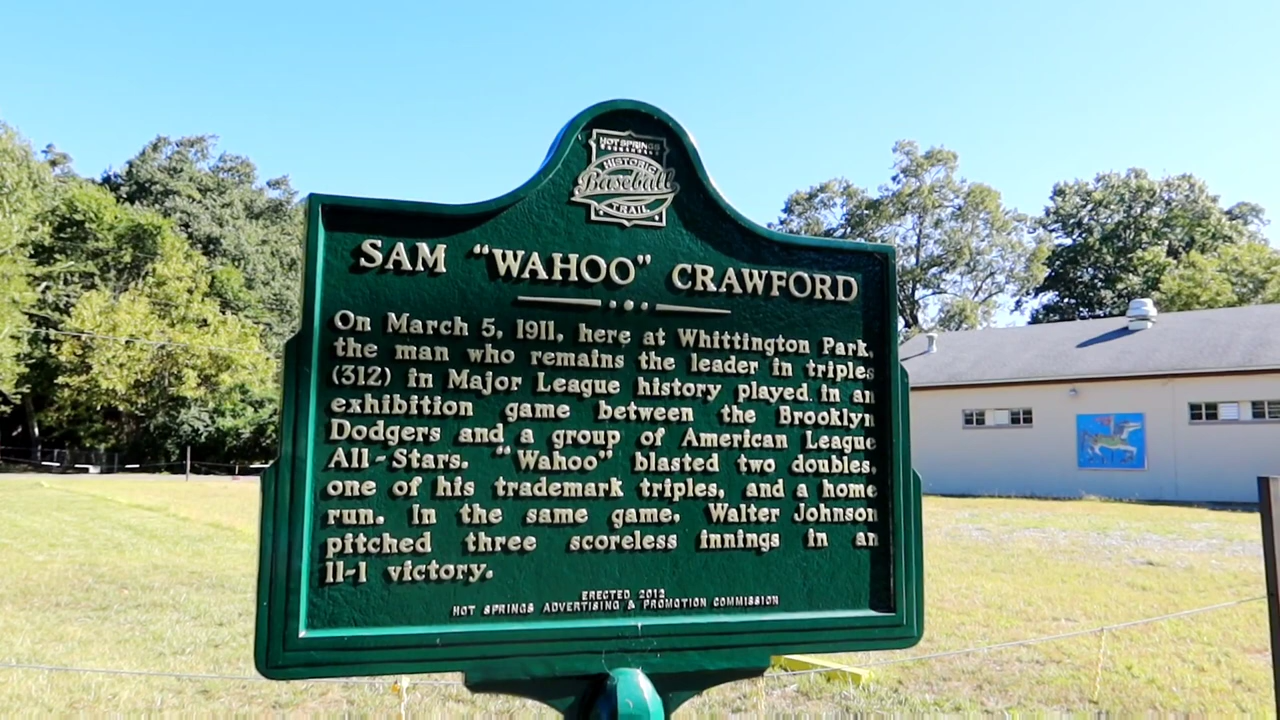 HOT SPRINGS
HISTORIC
Baseball
TRAIL
SAM "WAHOO" CRAWFORD
On March 5, 1911, here at Whittington Park,
the man who remains the leader in triples
(312) in Major League history played in an
exhibition game between the Brooklyn
Dodgers and a group of American League
All-Stars. "Wahoo" blasted two doubles,
one of his trademark triples, and a home
run. In the same game, Walter Johnson
pitched three scoreless innings in an
11-1 victory.
ERECTED 2012
HOT SPRINGS ADVERTISING & PROMOTION COMMISSION